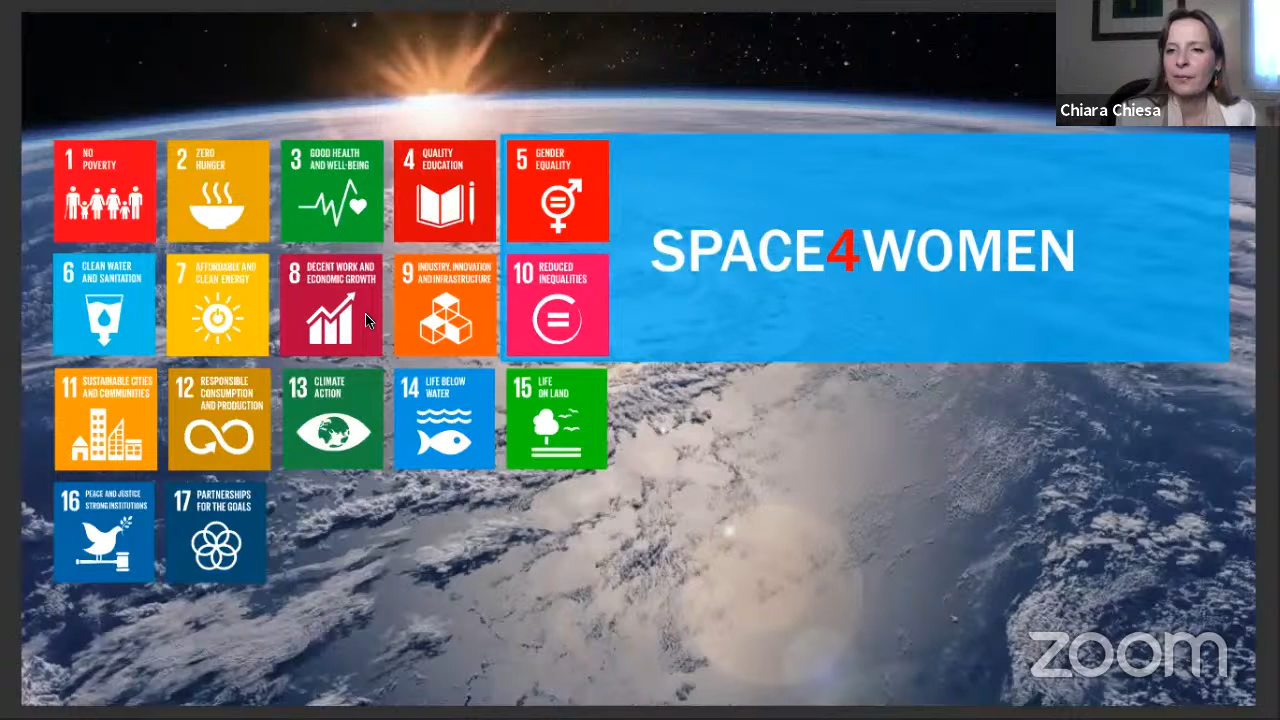 Chiara Chiesa
1 NO
POVERTY
2 ZERO
HUNGER
3 GOOD HEALTH
AND WELL-BEING
4 QUALITY
EDUCATION
5 GENDER
EQUALITY
SPACE4WOMEN
6 CLEAN WATER
AND SANITATION
7 AFFORDABLE AND
CLEAN ENERGY
8 DECENT WORK AND
ECONOMIC GROWTH
9 INDUSTRY, INNOVATION
AND INFRASTRUCTURE
10 REDUCED
INEQUALITIES
11 SUSTAINABLE CITIES
AND COMMUNITIES
12 RESPONSIBLE
CONSUMPTION
AND PRODUCTION
13 CLIMATE
ACTION
14 LIFE BELOW
WATER
15 LIFE
ON LAND
16 PEACE AND JUSTICE
STRONG INSTITUTIONS
17 PARTNERSHIPS
FOR THE GOALS
zoom